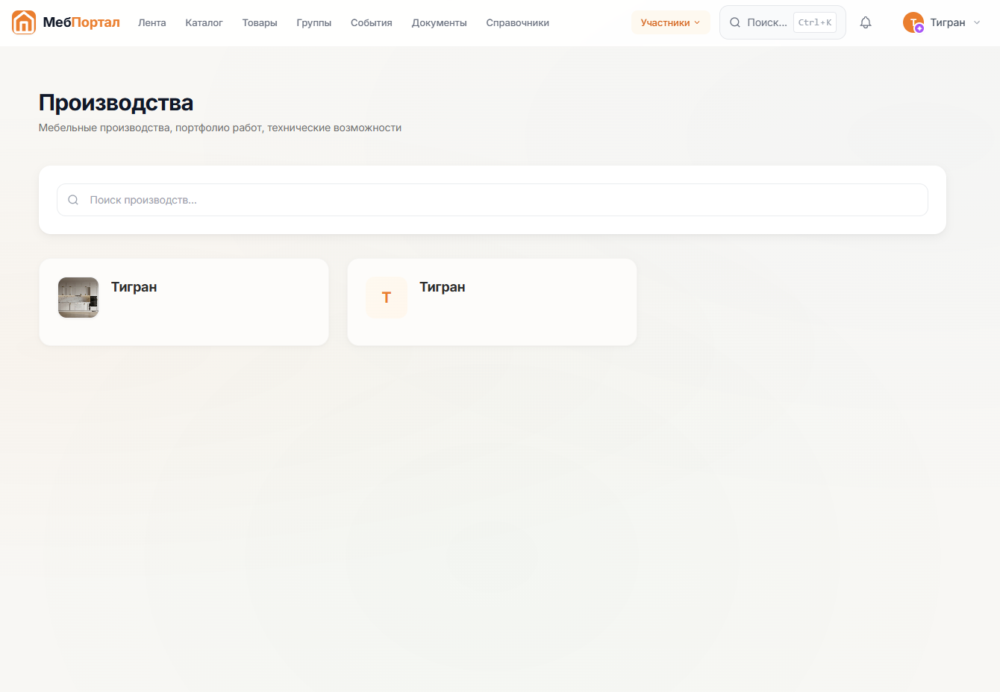 МебПортал Лента Каталог Товары Группы События Документы Справочники Участники Поиск... Ctrl+K Т Тигран
Производства
Мебельные производства, портфолио работ, технические возможности
Поиск производств...
Тигран
Т Тигран